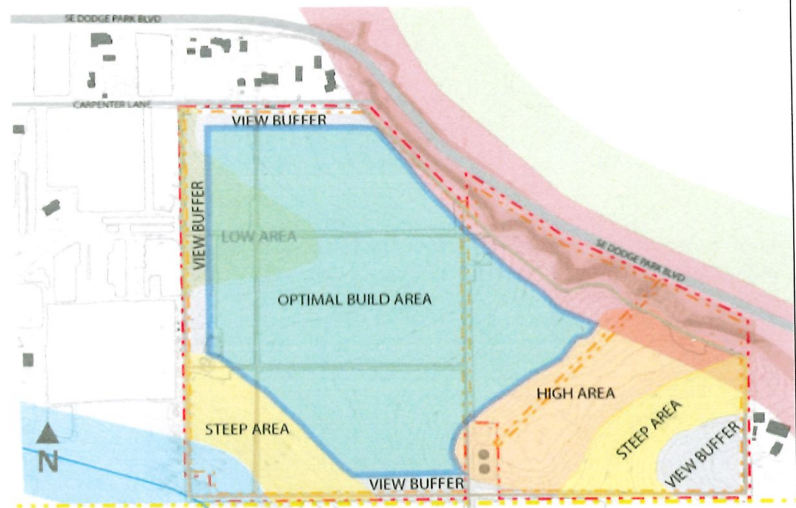 SE DODGE PARK BLVD
CARPENTER LANE
VIEW BUFFER
VIEW BUFFER
LOW AREA
SE DODGE PARK BLVD
OPTIMAL BUILD AREA
HIGH AREA
STEEP AREA
STEEP AREA
VIEW BUFFER
N
VIEW BUFFER